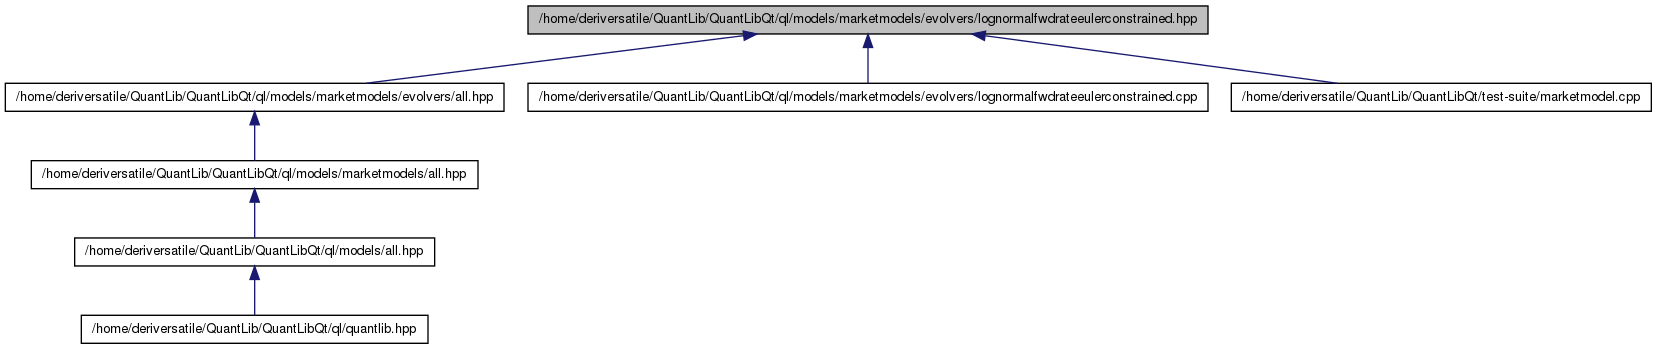 /home/deriversatile/QuantLib/QuantLibQt/ql/models/marketmodels/evolvers/lognormalfwdrateeulerconstrained.hpp
/home/deriversatile/QuantLib/QuantLibQt/ql/models/marketmodels/evolvers/all.hpp
/home/deriversatile/QuantLib/QuantLibQt/ql/models/marketmodels/evolvers/lognormalfwdrateeulerconstrained.cpp
/home/deriversatile/QuantLib/QuantLibQt/test-suite/marketmodel.cpp
/home/deriversatile/QuantLib/QuantLibQt/ql/models/marketmodels/all.hpp
/home/deriversatile/QuantLib/QuantLibQt/ql/models/all.hpp
/home/deriversatile/QuantLib/QuantLibQt/ql/quantlib.hpp